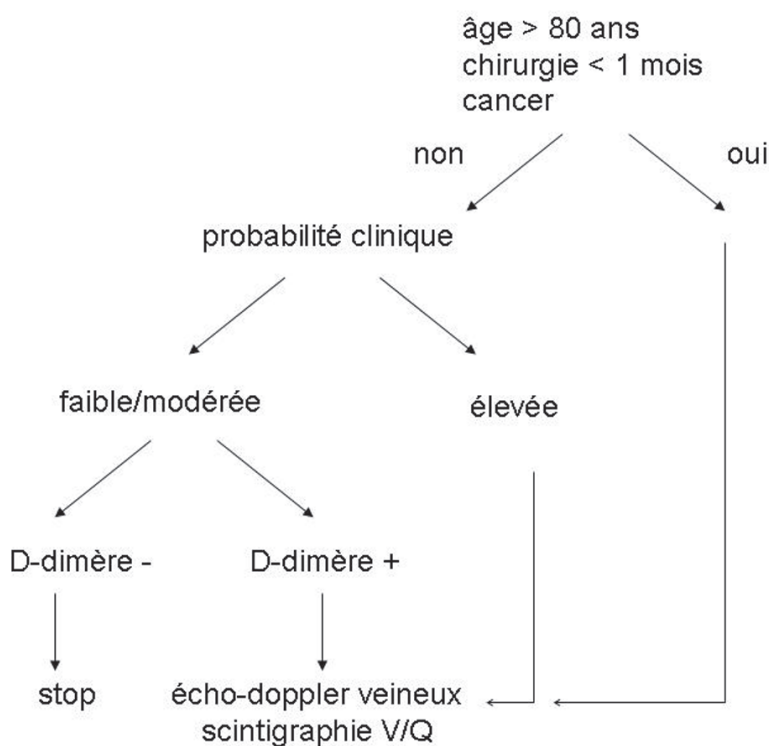 âge > 80 ans
chirurgie < 1 mois
cancer
non
oui
probabilité clinique
faible/modérée
élevée
D-dimère -
D-dimère +
stop
écho-doppler veineux
scintigraphie V/Q